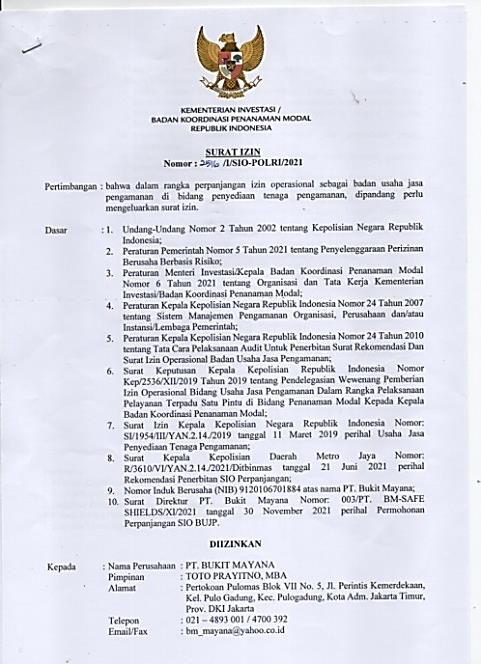 KEMENTERIAN INVESTASI /
BADAN KOORDINASI PENANAMAN MODAL
REPUBLIK INDONESIA
SURAT IZIN
Nomor : 2516 /I/SIO-POLRI/2021
Pertimbangan : bahwa dalam rangka perpanjangan izin operasional sebagai badan usaha jasa
pengamanan di bidang penyediaan tenaga pengamanan, dipandang perlu
mengeluarkan surat izin.
Dasar : 1. Undang-Undang Nomor 2 Tahun 2002 tentang Kepolisian Negara Republik
Indonesia;
2. Peraturan Pemerintah Nomor 5 Tahun 2021 tentang Penyelenggaraan Perizinan
Berusaha Berbasis Risiko;
3. Peraturan Menteri Investasi/Kepala Badan Koordinasi Penanaman Modal
Nomor 6 Tahun 2021 tentang Organisasi dan Tata Kerja Kementerian
Investasi/Badan Koordinasi Penanaman Modal;
4. Peraturan Kepala Kepolisian Negara Republik Indonesia Nomor 24 Tahun 2007
tentang Sistem Manajemen Pengamanan Organisasi, Perusahaan dan/atau
Instansi/Lembaga Pemerintah;
5. Peraturan Kepala Kepolisian Negara Republik Indonesia Nomor 24 Tahun 2010
tentang Tata Cara Pelaksanaan Audit Untuk Penerbitan Surat Rekomendasi Dan
Surat Izin Operasional Badan Usaha Jasa Pengamanan;
6. Surat Keputusan Kepala Kepolisian Republik Indonesia Nomor
Kep/2536/XII/2019 Tahun 2019 tentang Pendelegasian Wewenang Pemberian
Izin Operasional Bidang Usaha Jasa Pengamanan Dalam Rangka Pelaksanaan
Pelayanan Terpadu Satu Pintu di Bidang Penanaman Modal Kepada Kepala
Badan Koordinasi Penanaman Modal;
7. Surat Izin Kepala Kepolisian Negara Republik Indonesia Nomor:
SI/1954/III/YAN.2.14./2019 tanggal 11 Maret 2019 perihal Usaha Jasa
Penyediaan Tenaga Pengamanan;
8. Surat Kepala Kepolisian Daerah Metro Jaya Nomor:
R/3610/VI/YAN.2.14./2021/Ditbinmas tanggal 21 Juni 2021 perihal
Rekomendasi Penerbitan SIO Perpanjangan;
9. Nomor Induk Berusaha (NIB) 9120106701884 atas nama PT. Bukit Mayana;
10. Surat Direktur PT. Bukit Mayana Nomor: 003/PT. BM-SAFE
SHIELDS/XI/2021 tanggal 30 November 2021 perihal Permohonan
Perpanjangan SIO BUJP.
DIIZINKAN
Kepada : Nama Perusahaan : PT. BUKIT MAYANA
Pimpinan : TOTO PRAYITNO, MBA
Alamat : Pertokoan Pulomas Blok VII No. 5, Jl. Perintis Kemerdekaan,
Kel. Pulo Gadung, Kec. Pulogadung, Kota Adm. Jakarta Timur,
Prov. DKI Jakarta
Telepon : 021 – 4893 001 / 4700 392
Email/Fax : bm_mayana@yahoo.co.id